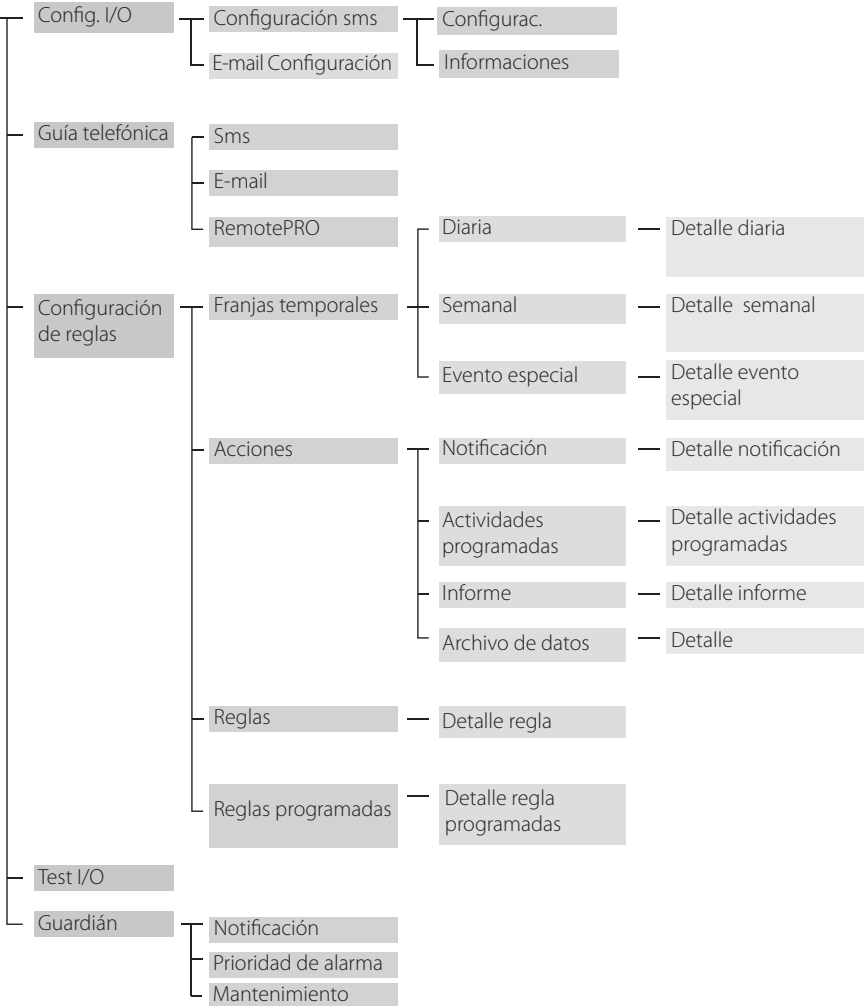 Config. I/O
Configuración sms
Configurac.
Informaciones
E-mail Configuración
Guía telefónica
Sms
E-mail
RemotePRO
Configuración
de reglas
Franjas temporales
Diaria
Detalle diaria
Semanal
Detalle semanal
Evento especial
Detalle evento
especial
Acciones
Notificación
Detalle notificación
Actividades
programadas
Detalle actividades
programadas
Informe
Detalle informe
Archivo de datos
Detalle
Reglas
Detalle regla
Reglas programadas
Detalle regla
programadas
Test I/O
Guardián
Notificación
Prioridad de alarma
Mantenimiento